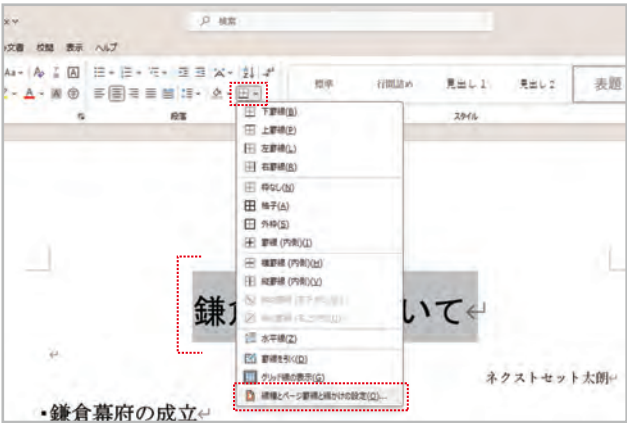 検索
校閲 表示 ヘルプ
Aa
段落
スタイル
標準 行間詰め 見出し 1 見出し 2 表題
下罫線(B)
上罫線(P)
左罫線(L)
右罫線(R)
枠なし(N)
格子(A)
外枠(S)
罫線 (内側)(I)
横罫線 (内側)(H)
縦罫線 (内側)(V)
水平線(Z)
罫線を引く(D)
グリッド線の表示(G)
線種とページ罫線と網かけの設定(O)...
鎌 いて↵
ネクストセット太朗↵
・鎌倉幕府の成立↵